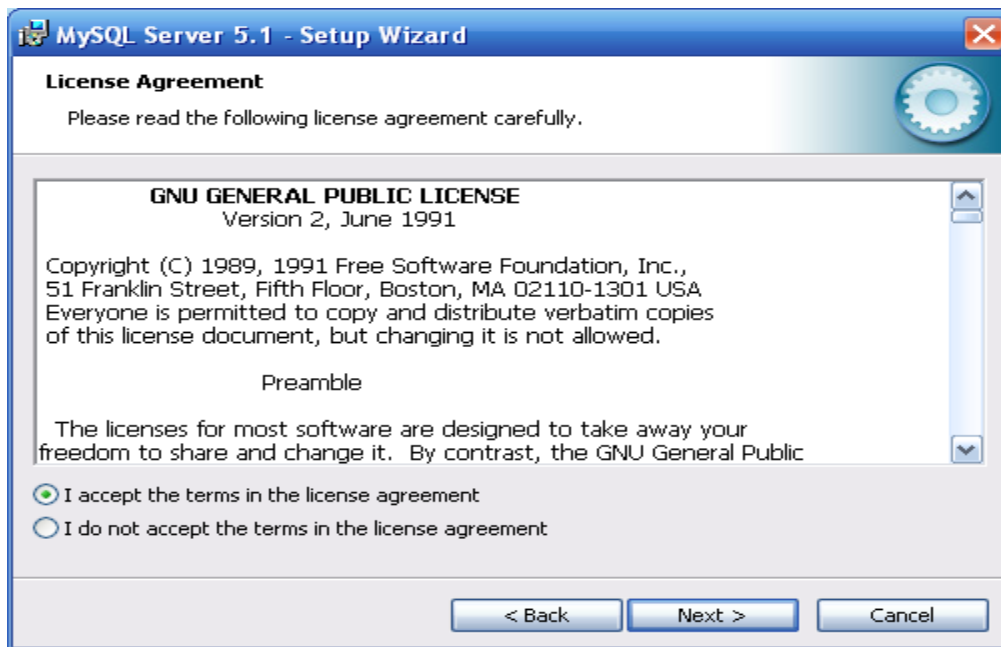 MySQL Server 5.1 - Setup Wizard
License Agreement
Please read the following license agreement carefully.
GNU GENERAL PUBLIC LICENSE
Version 2, June 1991
Copyright (C) 1989, 1991 Free Software Foundation, Inc.,
51 Franklin Street, Fifth Floor, Boston, MA 02110-1301 USA
Everyone is permitted to copy and distribute verbatim copies
of this license document, but changing it is not allowed.
Preamble
The licenses for most software are designed to take away your
freedom to share and change it.  By contrast, the GNU General Public
I accept the terms in the license agreement
I do not accept the terms in the license agreement
< Back
Next >
Cancel